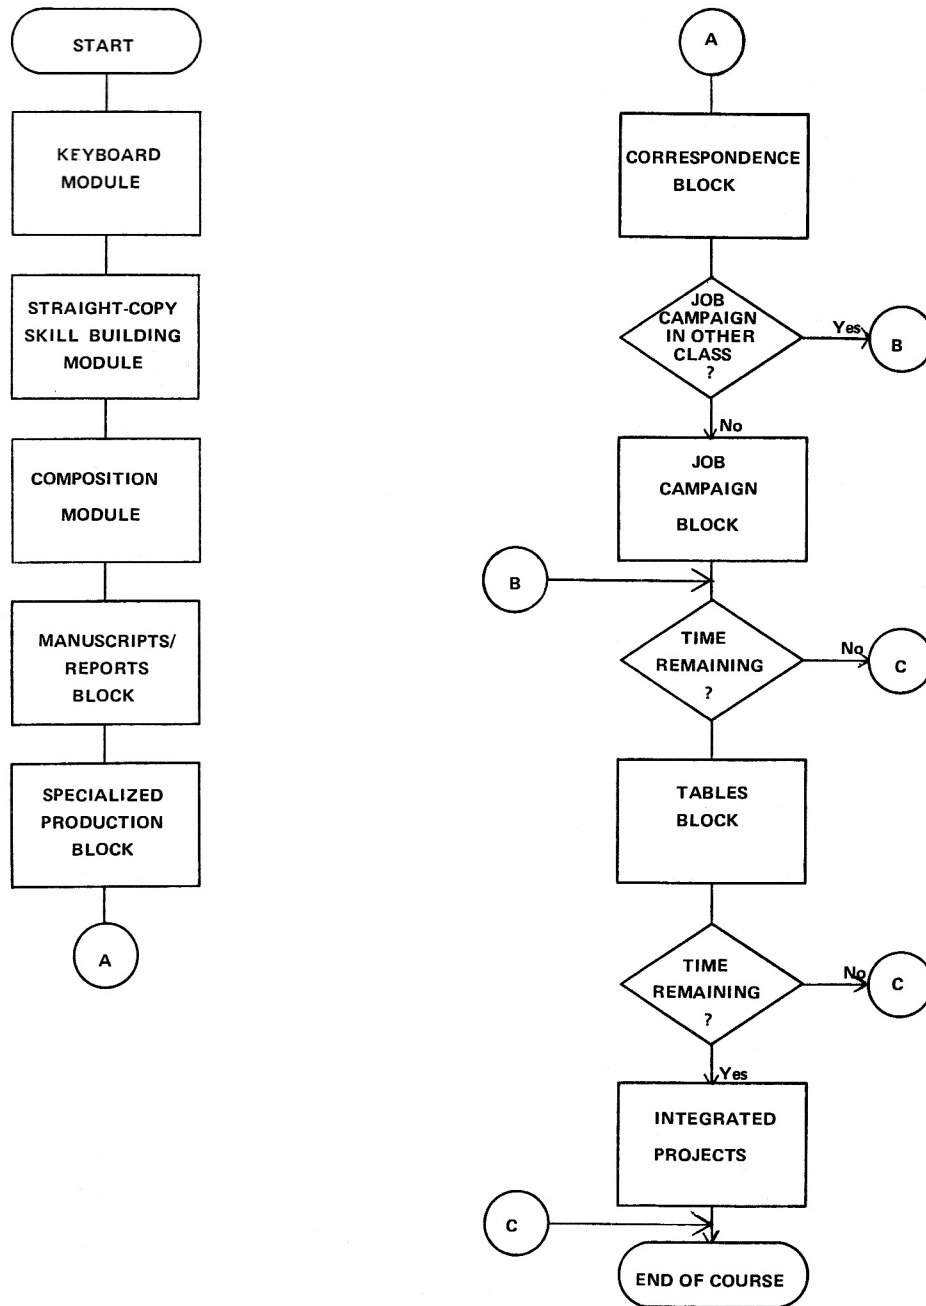 START
KEYBOARD
MODULE
STRAIGHT-COPY
SKILL BUILDING
MODULE
COMPOSITION
MODULE
MANUSCRIPTS/
REPORTS
BLOCK
SPECIALIZED
PRODUCTION
BLOCK
A
A
CORRESPONDENCE
BLOCK
JOB
CAMPAIGN
IN OTHER
CLASS
?
Yes
B
No
JOB
CAMPAIGN
BLOCK
B
TIME
REMAINING
?
No
C
TABLES
BLOCK
TIME
REMAINING
?
No
C
Yes
INTEGRATED
PROJECTS
C
END OF COURSE